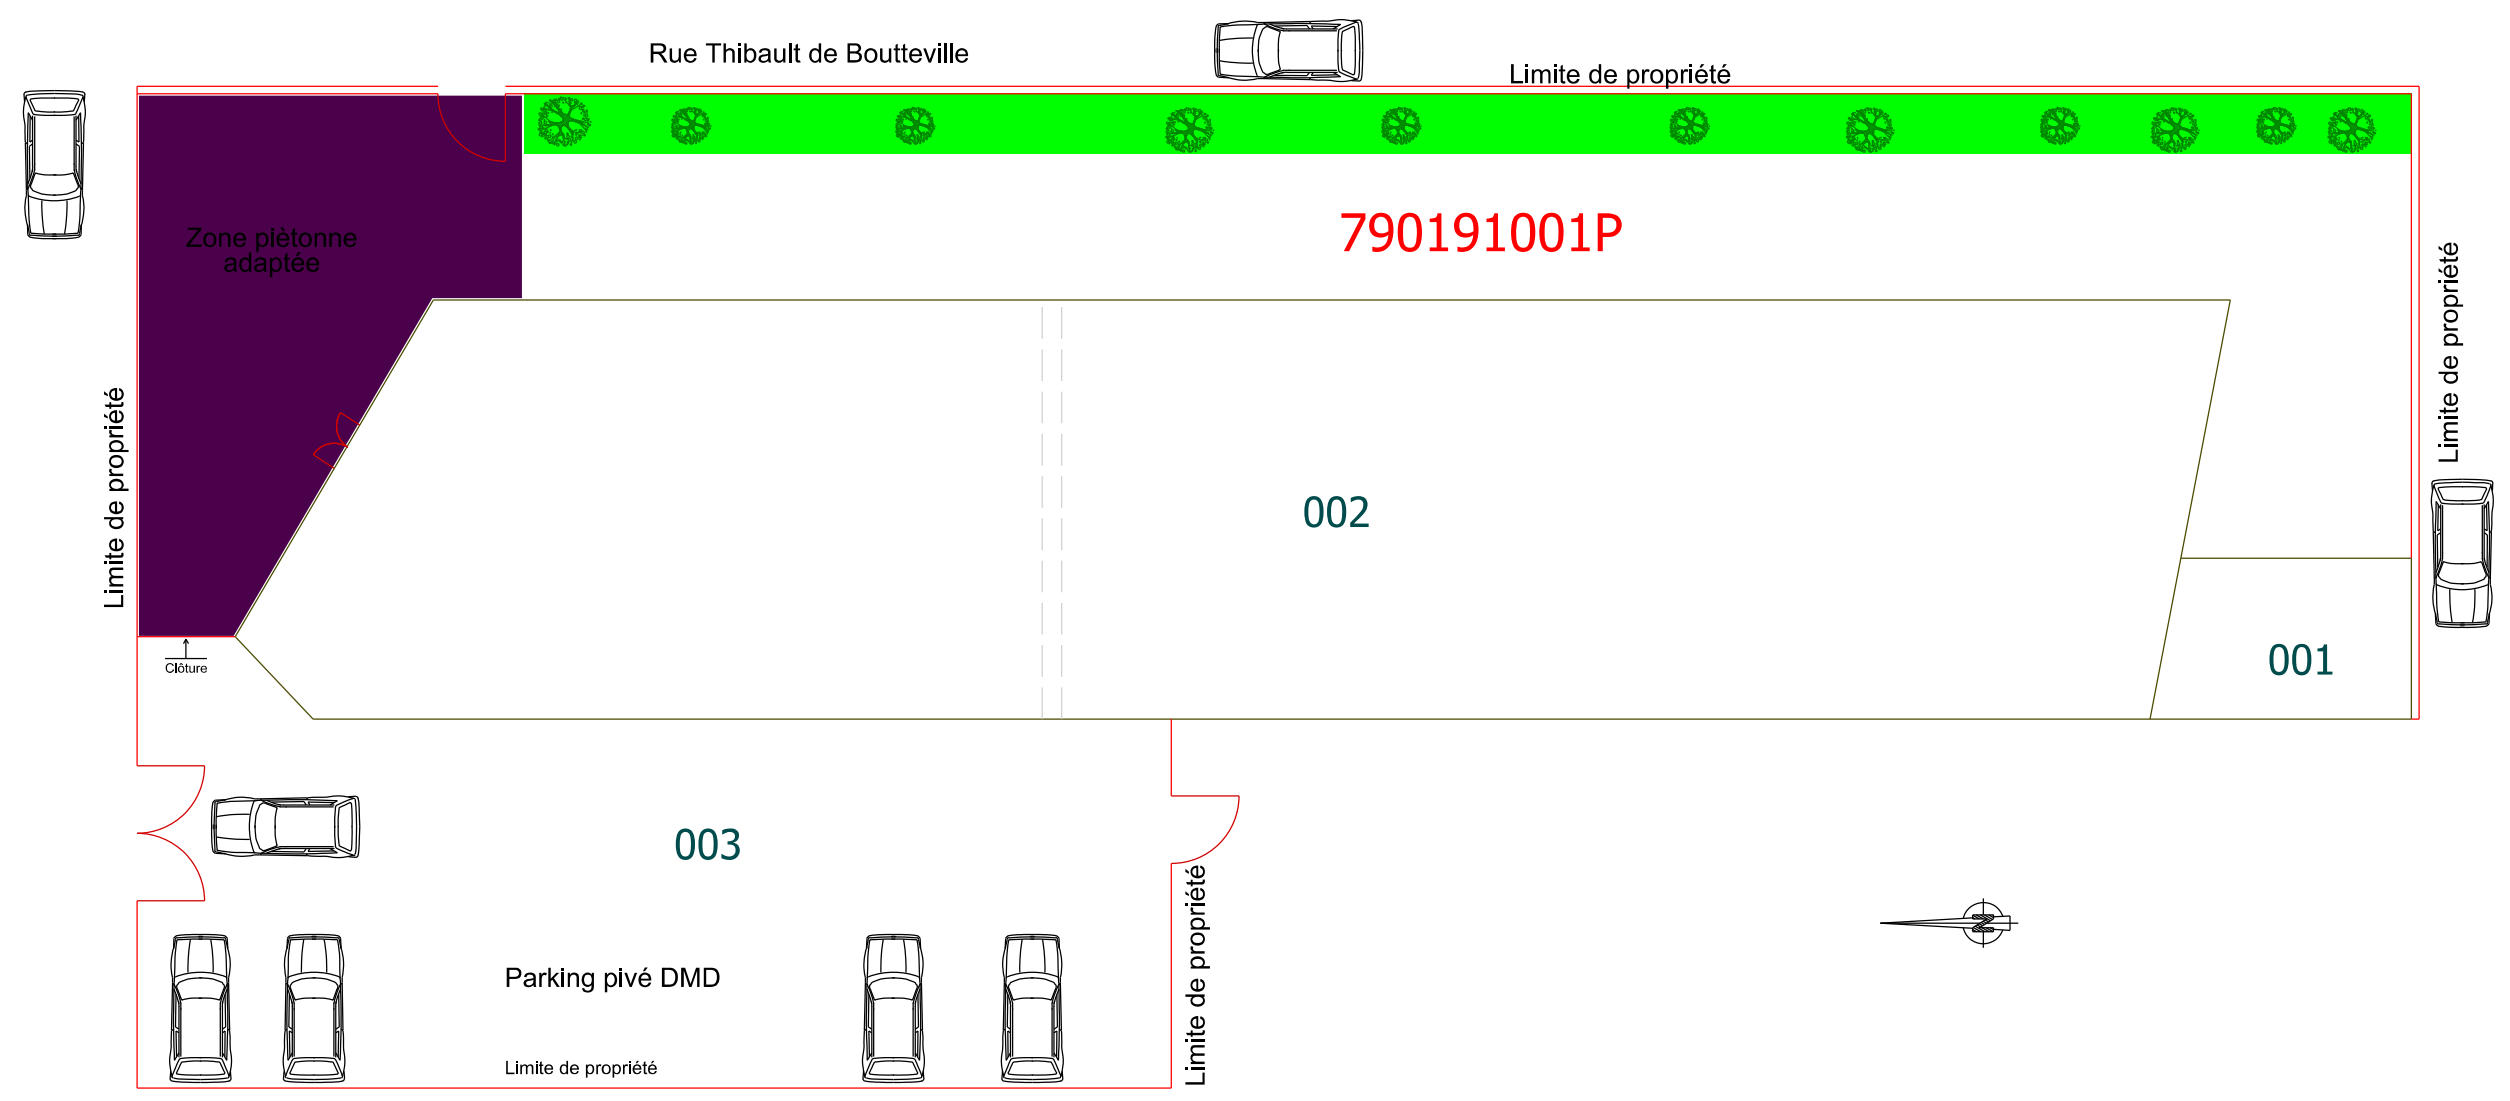 Rue Thibault de Boutteville
Limite de propriété
790191001P
Zone piètonne
adaptée
Limite de propriété
Limite de propriété
002
001
Clôture
003
Limite de propriété
Parking pivé DMD
Limite de propriété
N